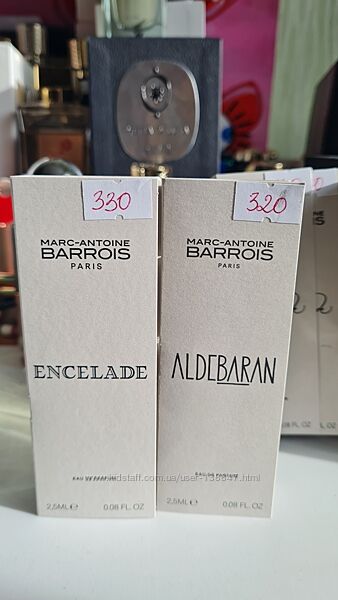 330
MARC-ANTOINE
BARROIS
PARIS
ENCELADE
EAU DE PARFUM
2,5ML e 0.08 FL. OZ
320
MARC-ANTOINE
BARROIS
PARIS
ALDEBARAN
EAU DE PARFUM
2,5ML e 0.08 FL. OZ